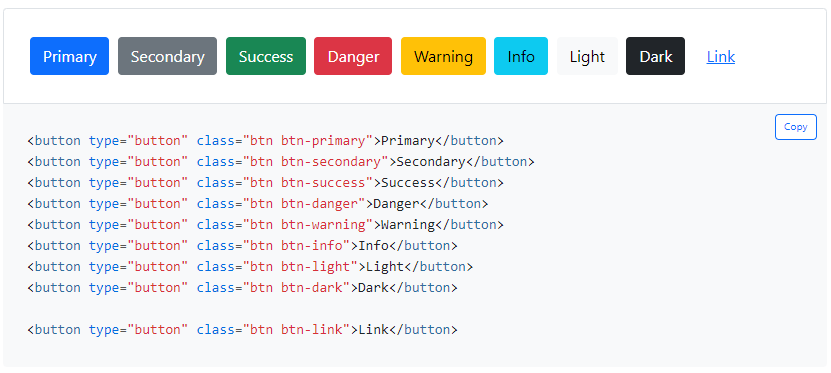 Primary Secondary Success Danger Warning Info Light Dark Link
Copy
<button type="button" class="btn btn-primary">Primary</button>
<button type="button" class="btn btn-secondary">Secondary</button>
<button type="button" class="btn btn-success">Success</button>
<button type="button" class="btn btn-danger">Danger</button>
<button type="button" class="btn btn-warning">Warning</button>
<button type="button" class="btn btn-info">Info</button>
<button type="button" class="btn btn-light">Light</button>
<button type="button" class="btn btn-dark">Dark</button>
<button type="button" class="btn btn-link">Link</button>